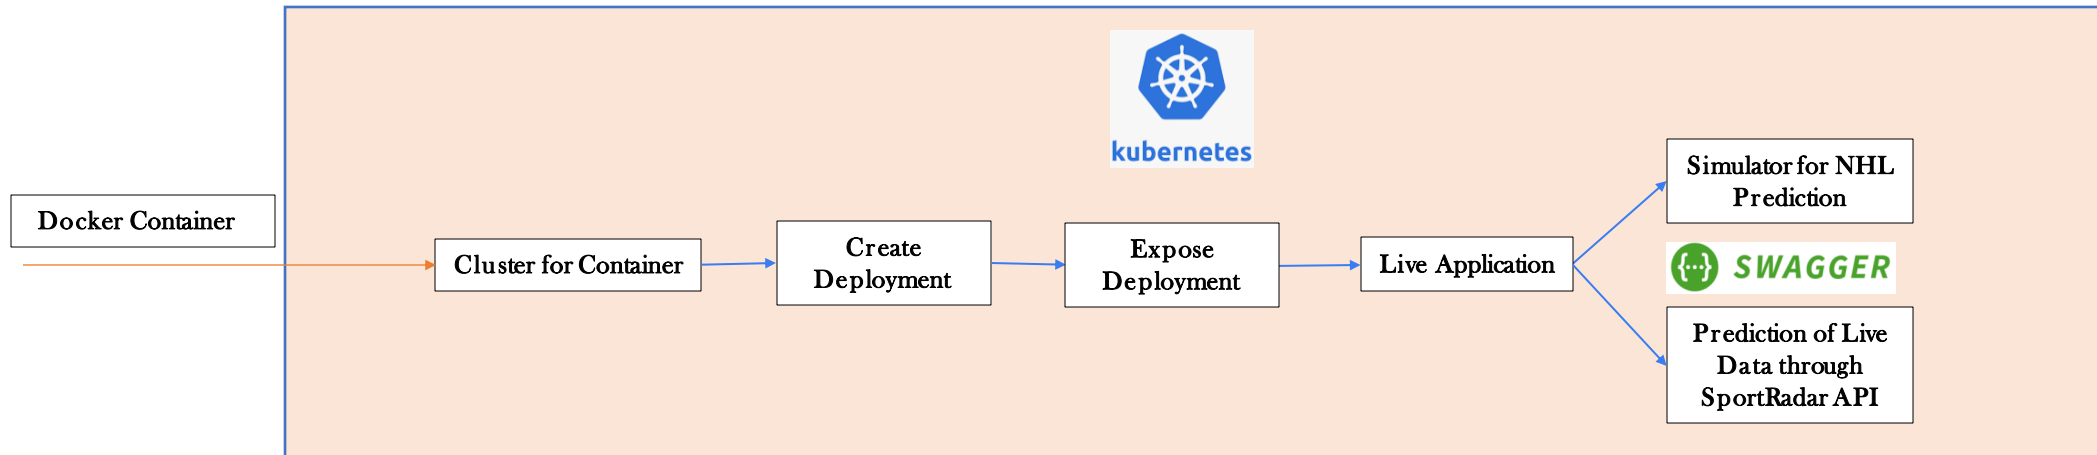 kubernetes
Docker Container
Cluster for Container
Create
Deployment
Expose
Deployment
Live Application
Simulator for NHL
Prediction
{···} SWAGGER
Prediction of Live
Data through
SportRadar API